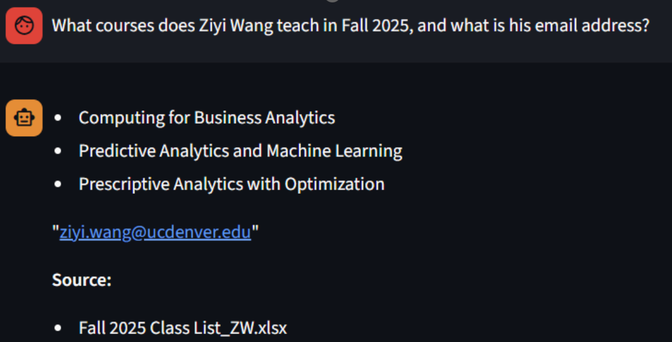 What courses does Ziyi Wang teach in Fall 2025, and what is his email address?
• Computing for Business Analytics
• Predictive Analytics and Machine Learning
• Prescriptive Analytics with Optimization
"ziyi.wang@ucdenver.edu"
Source:
• Fall 2025 Class List_ZW.xlsx